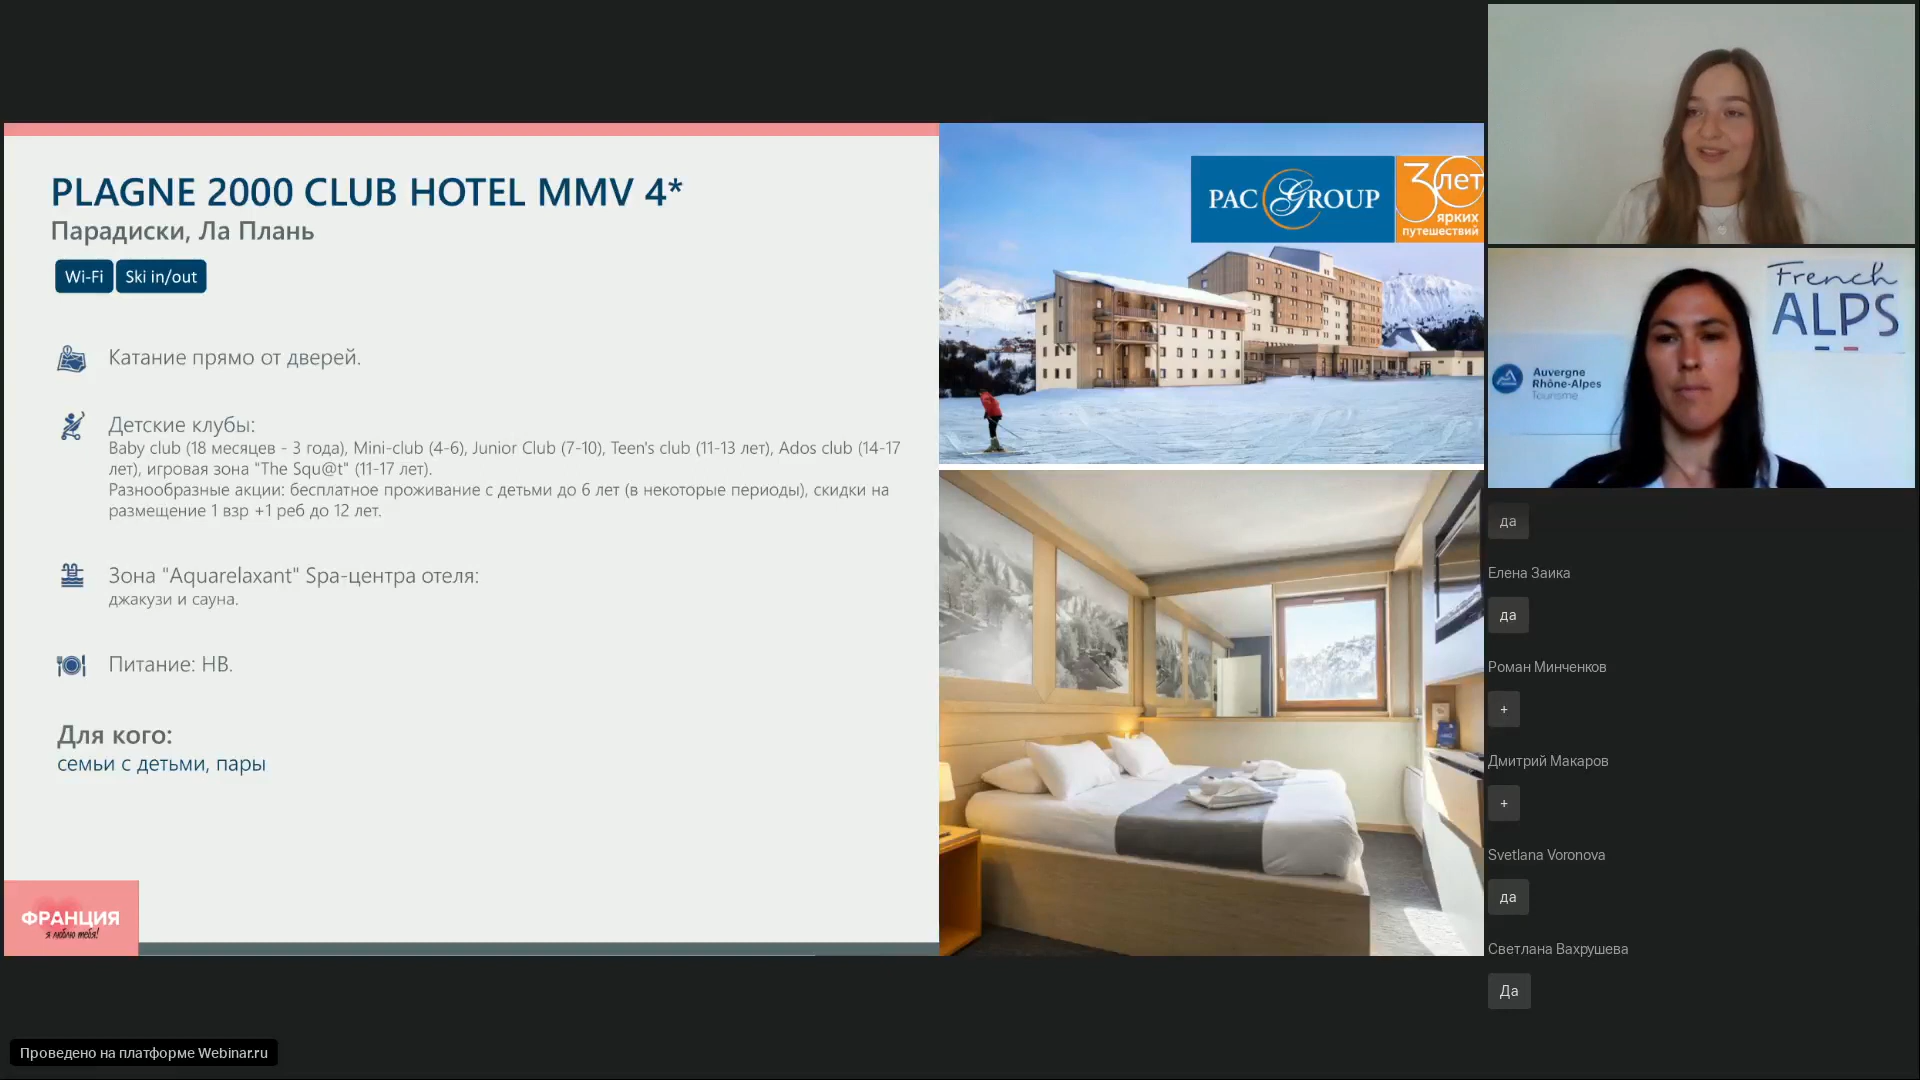 PLAGNE 2000 CLUB HOTEL MMV 4*
Парадиски, Ла Плань
Wi-Fi
Ski in/out
Катание прямо от дверей.
Детские клубы:
Baby club (18 месяцев - 3 года), Mini-club (4-6), Junior Club (7-10), Teen's club (11-13 лет), Ados club (14-17
лет), игровая зона "The Squ@t" (11-17 лет).
Разнообразные акции: бесплатное проживание с детьми до 6 лет (в некоторые периоды), скидки на
размещение 1 взр +1 реб до 12 лет.
Зона "Aquarelaxant" Spa-центра отеля:
джакузи и сауна.
Питание: HB.
Для кого:
семьи с детьми, пары
ФРАНЦИЯ
я люблю тебя!
PAC GROUP
30 лет
ярких
путешествий
French
ALPS
Auvergne
Rhône-Alpes
Tourisme
да
Елена Заика
да
Роман Минченков
+
Дмитрий Макаров
+
Svetlana Voronova
да
Светлана Вахрушева
Да
Проведено на платформе Webinar.ru